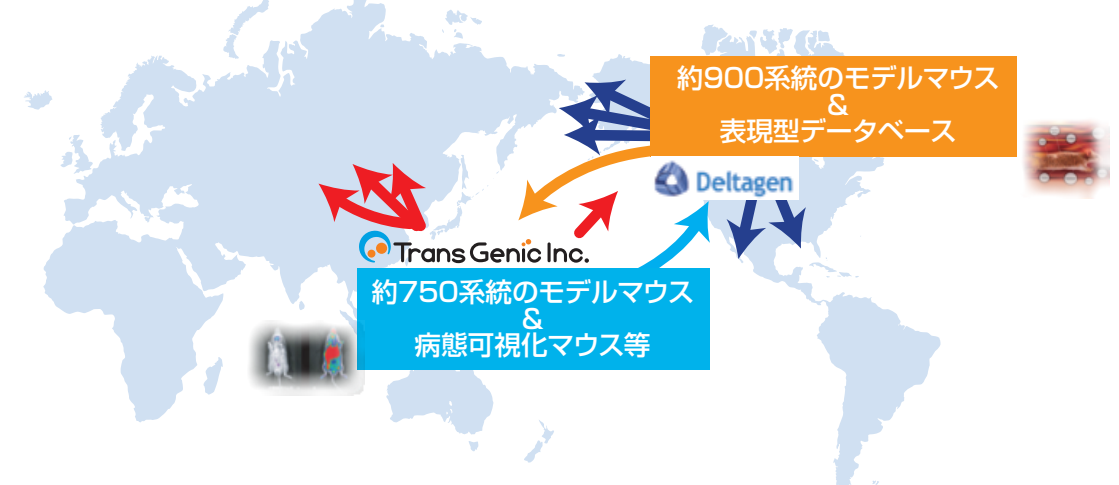 約900系統のモデルマウス
&
表現型データベース
Deltagen
Trans Genic Inc.
約750系統のモデルマウス
&
病態可視化マウス等